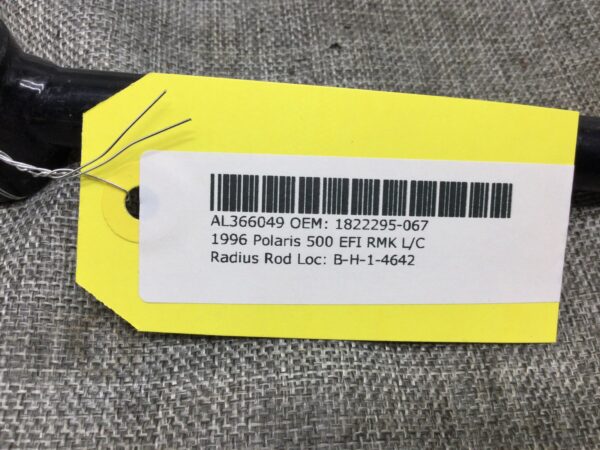 AL366049 OEM: 1822295-067
1996 Polaris 500 EFI RMK L/C
Radius Rod Loc: B-H-1-4642